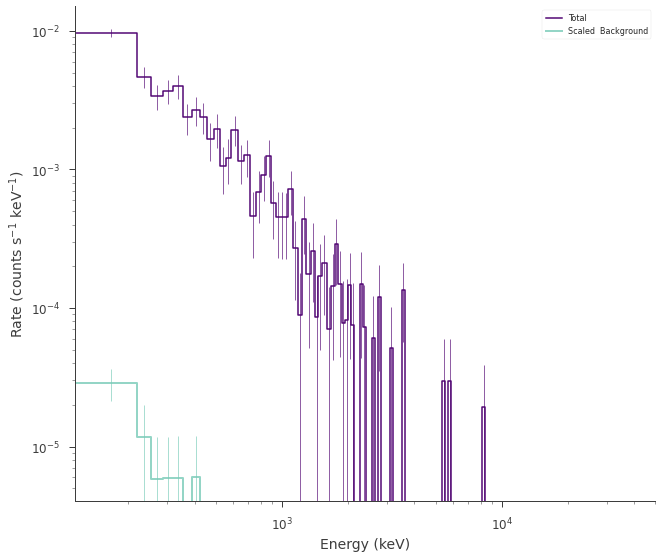 Total
Scaled  Background
10⁻²
10⁻³
10⁻⁴
10⁻⁵
Rate (counts s⁻¹ keV⁻¹)
10³
10⁴
Energy (keV)